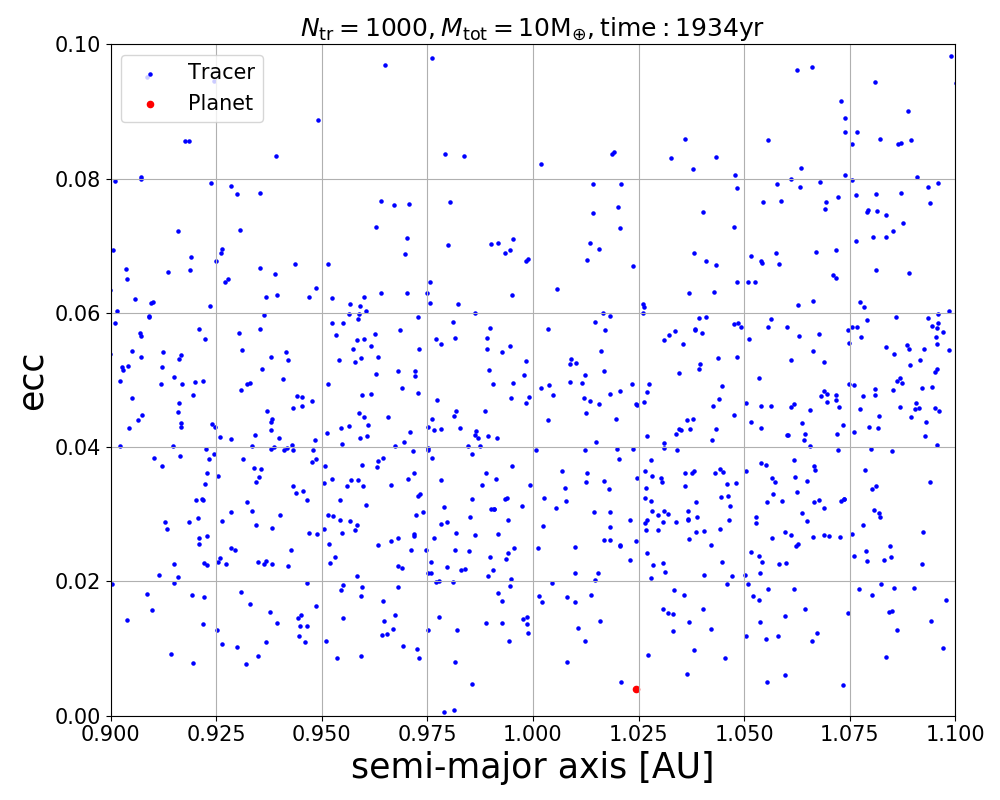 N_tr = 1000, M_tot = 10M_⊕, time : 1934yr
0.10
0.08
0.06
0.04
0.02
0.00
ecc
Tracer
Planet
0.900 0.925 0.950 0.975 1.000 1.025 1.050 1.075 1.100
semi-major axis [AU]